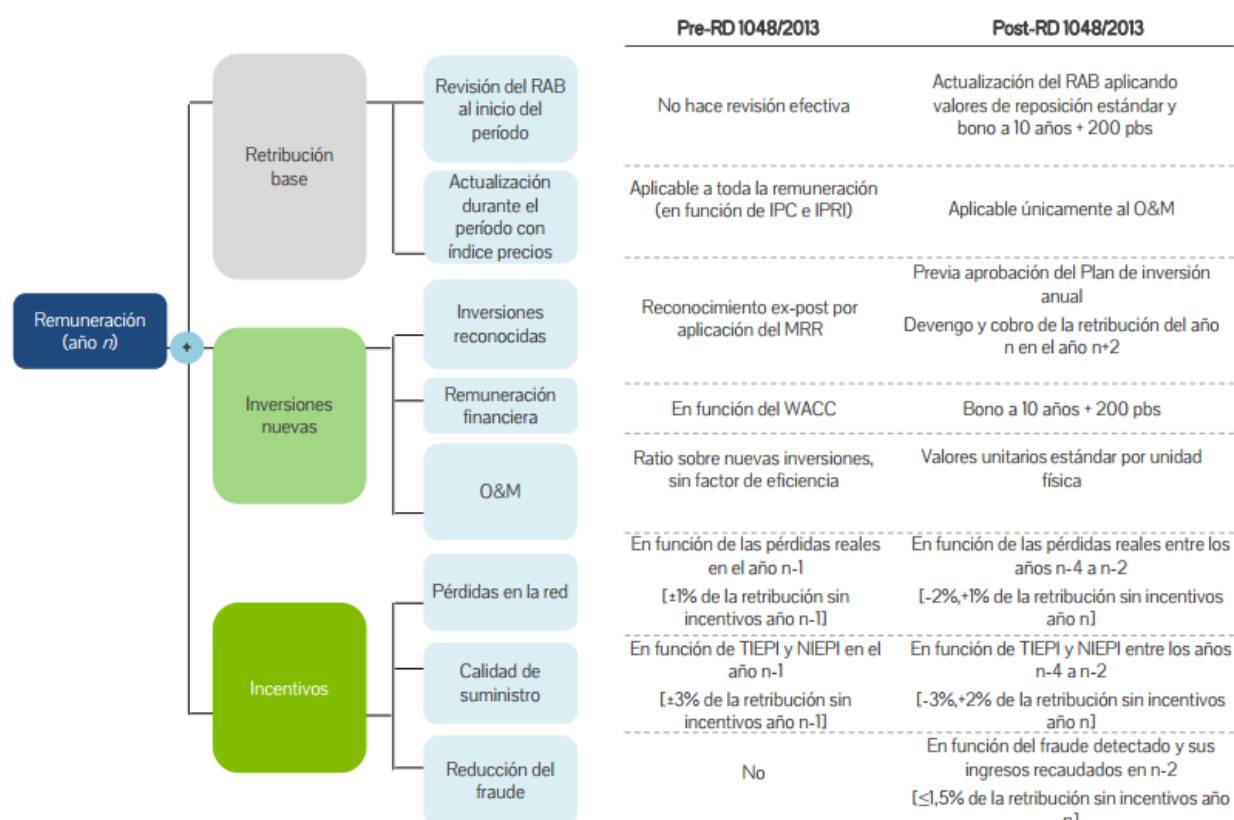 Pre-RD 1048/2013
Post-RD 1048/2013
Remuneración
(año n)
+
Retribución
base
Revisión del RAB
al inicio del
período
No hace revisión efectiva
Actualización del RAB aplicando
valores de reposición estándar y
bono a 10 años + 200 pbs
Actualización
durante el
período con
índice precios
Aplicable a toda la remuneración
(en función de IPC e IPRI)
Aplicable únicamente al O&M
Inversiones
nuevas
Inversiones
reconocidas
Reconocimiento ex-post por
aplicación del MRR
Previa aprobación del Plan de inversión
anual
Devengo y cobro de la retribución del año
n en el año n+2
Remuneración
financiera
En función del WACC
Bono a 10 años + 200 pbs
O&M
Ratio sobre nuevas inversiones,
sin factor de eficiencia
Valores unitarios estándar por unidad
física
Incentivos
Pérdidas en la red
En función de las pérdidas reales
en el año n-1
[±1% de la retribución sin
incentivos año n-1]
En función de las pérdidas reales entre los
años n-4 a n-2
[-2%,+1% de la retribución sin incentivos
año n]
Calidad de
suministro
En función de TIEPI y NIEPI en el
año n-1
[±3% de la retribución sin
incentivos año n-1]
En función de TIEPI y NIEPI entre los años
n-4 a n-2
[-3%,+2% de la retribución sin incentivos
año n]
Reducción del
fraude
No
En función del fraude detectado y sus
ingresos recaudados en n-2
[≤1,5% de la retribución sin incentivos año
n]